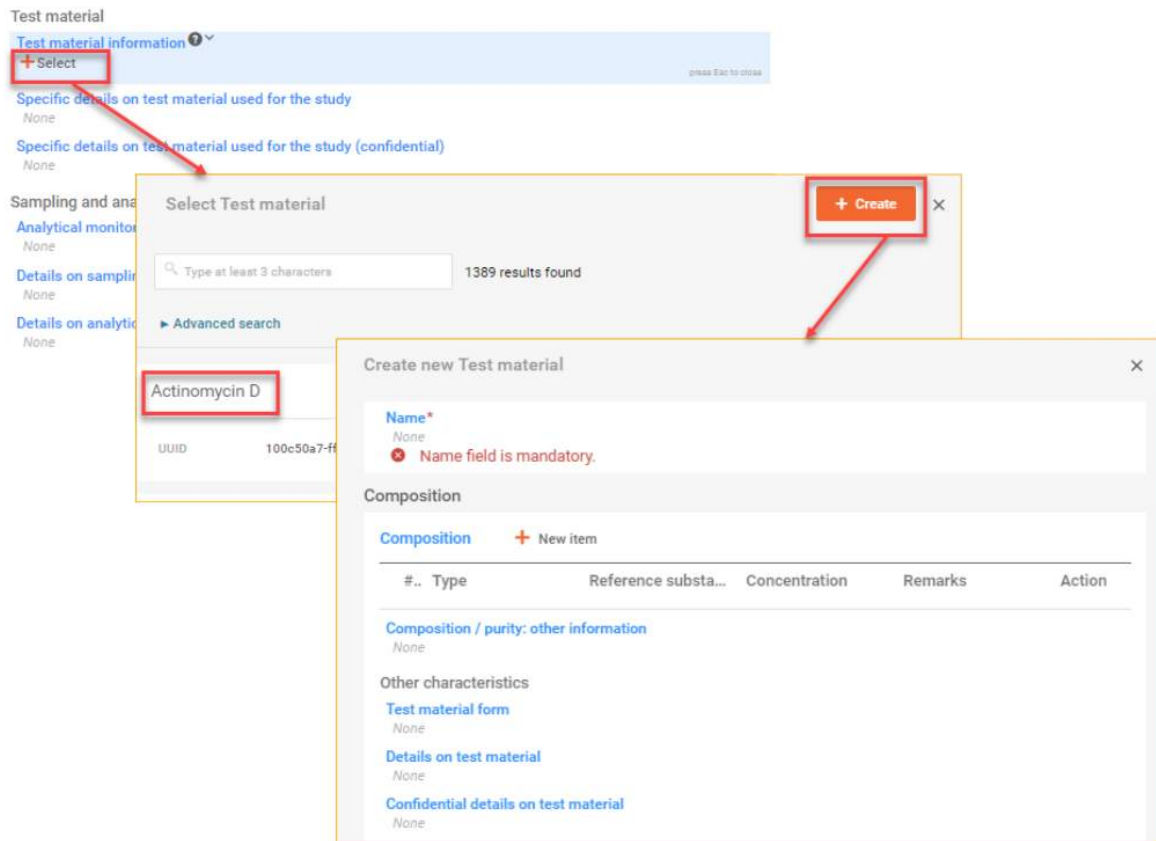 Test material
Test material information
+ Select
press Esc to close
Specific details on test material used for the study
None
Specific details on test material used for the study (confidential)
None
Sampling and ana
Analytical monitor
None
Details on samplin
None
Details on analytic
None
Select Test material
+ Create
Type at least 3 characters
1389 results found
Advanced search
Actinomycin D
UUID 100c50a7-ff
Create new Test material
Name*
None
Name field is mandatory.
Composition
Composition + New item
#.. Type Reference substa... Concentration Remarks Action
Composition / purity: other information
None
Other characteristics
Test material form
None
Details on test material
None
Confidential details on test material
None